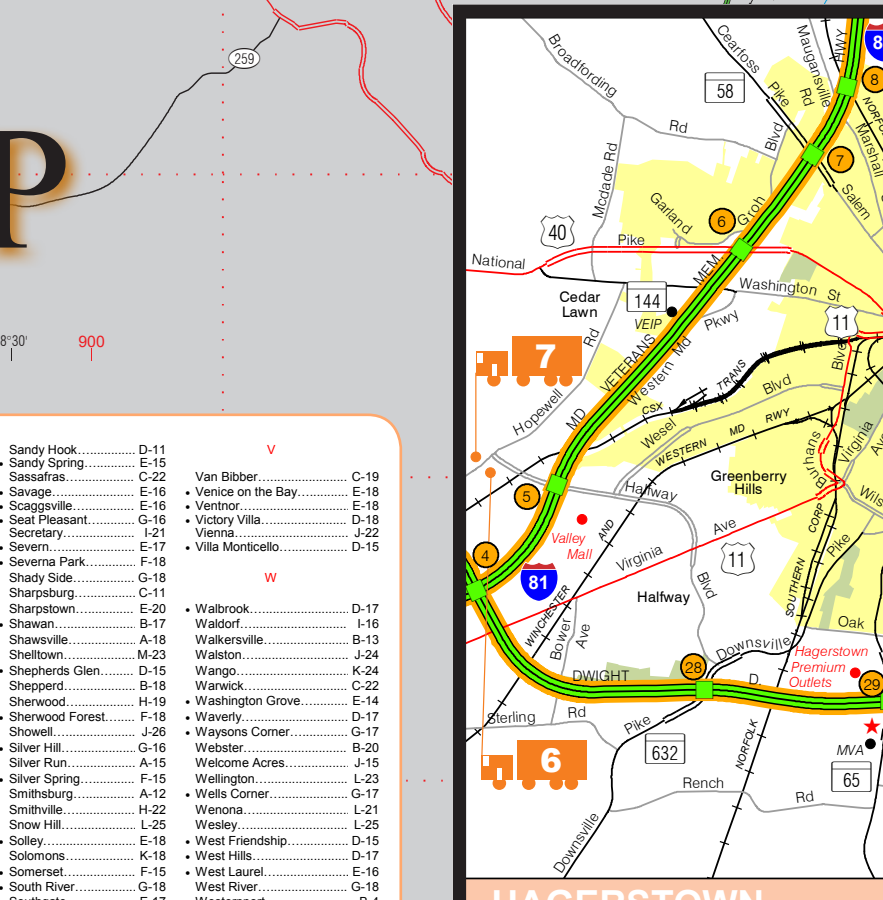 259
P
8°30'
900
Sandy Hook D-11
• Sandy Spring E-15
Sassafras C-22
• Savage E-16
• Scaggsville E-16
• Seat Pleasant G-16
Secretary I-21
• Severn E-17
• Severna Park F-18
Shady Side G-18
Sharpsburg C-11
Sharpstown E-20
• Shawan B-17
Shawsville A-18
Shelltown M-23
• Shepherds Glen D-15
Shepperd B-18
Sherwood H-19
• Sherwood Forest F-18
Showell J-26
• Silver Hill G-16
Silver Run A-15
• Silver Spring F-15
Smithsburg A-12
Smithville H-22
Snow Hill L-25
• Solley E-18
Solomons K-18
• Somerset F-15
• South River G-18
V
Van Bibber C-19
• Venice on the Bay E-18
• Ventnor E-18
• Victory Villa D-18
Vienna J-22
• Villa Monticello D-15
W
• Walbrook D-17
Waldorf I-16
Walkersville B-13
Walston J-24
Wango K-24
Warwick C-22
• Washington Grove E-14
• Waverly D-17
• Waysons Corner G-17
Webster B-20
Welcome Acres J-15
Wellington L-23
• Wells Corner G-17
Wenona L-21
Wesley L-25
• West Friendship D-15
• West Hills D-17
• West Laurel E-16
West River G-18
Broadfording
Rd
Cearfoss
Pike
58
Maugansville
Rd
HWY
8
NORFO
Marshall
Blvd
7
Salem
Mcdade Rd
Garland
Groh
6
40
Pike
National
MEM
Washington St
Cedar
Lawn
144
VEIP
Pkwy
11
Rd
VETERANS
Western Md
Blvd
7
TRANS
CSX
Blvd
Hopewell
MD
Wesel
WESTERN MD RWY
Burhans
Virginia
Ave
Greenberry
Hills
Halfway
5
Wils
CORP
Valley
Mall
AND
Ave
Virginia
11
Pike
4
81
SOUTHERN
Halfway
Blvd
WINCHESTER
Bower
Ave
Oak
Downsville
Hagerstown
Premium
Outlets
28
DWIGHT
D.
29
Sterling Rd
Pike
MVA
632
NORFOLK
65
6
Rench Rd
Downsville
HAGERSTOWN